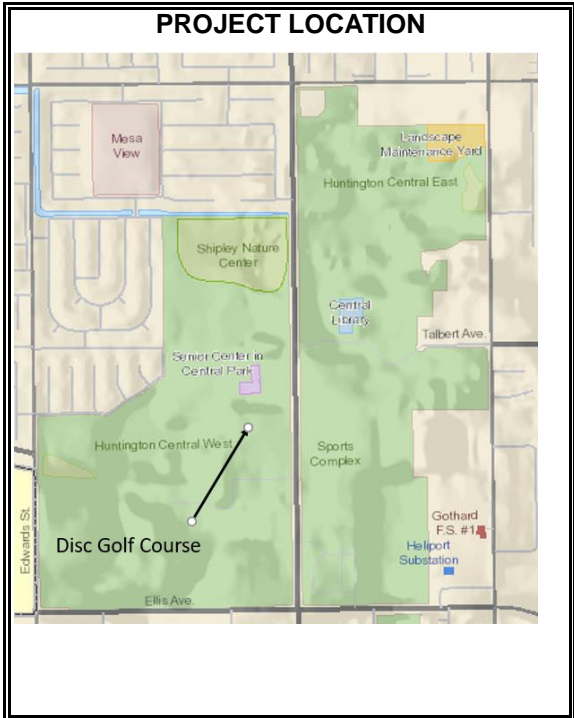 PROJECT LOCATION
Mesa
View
Landscape
Maintenance Yard
Huntington Central East
Shipley Nature
Center
Central
Library
Talbert Ave.
Senior Center in
Central Park
Huntington Central West
Sports
Complex
Gothard
F.S. #1
Heliport
Substation
Disc Golf Course
Edwards St.
Ellis Ave.